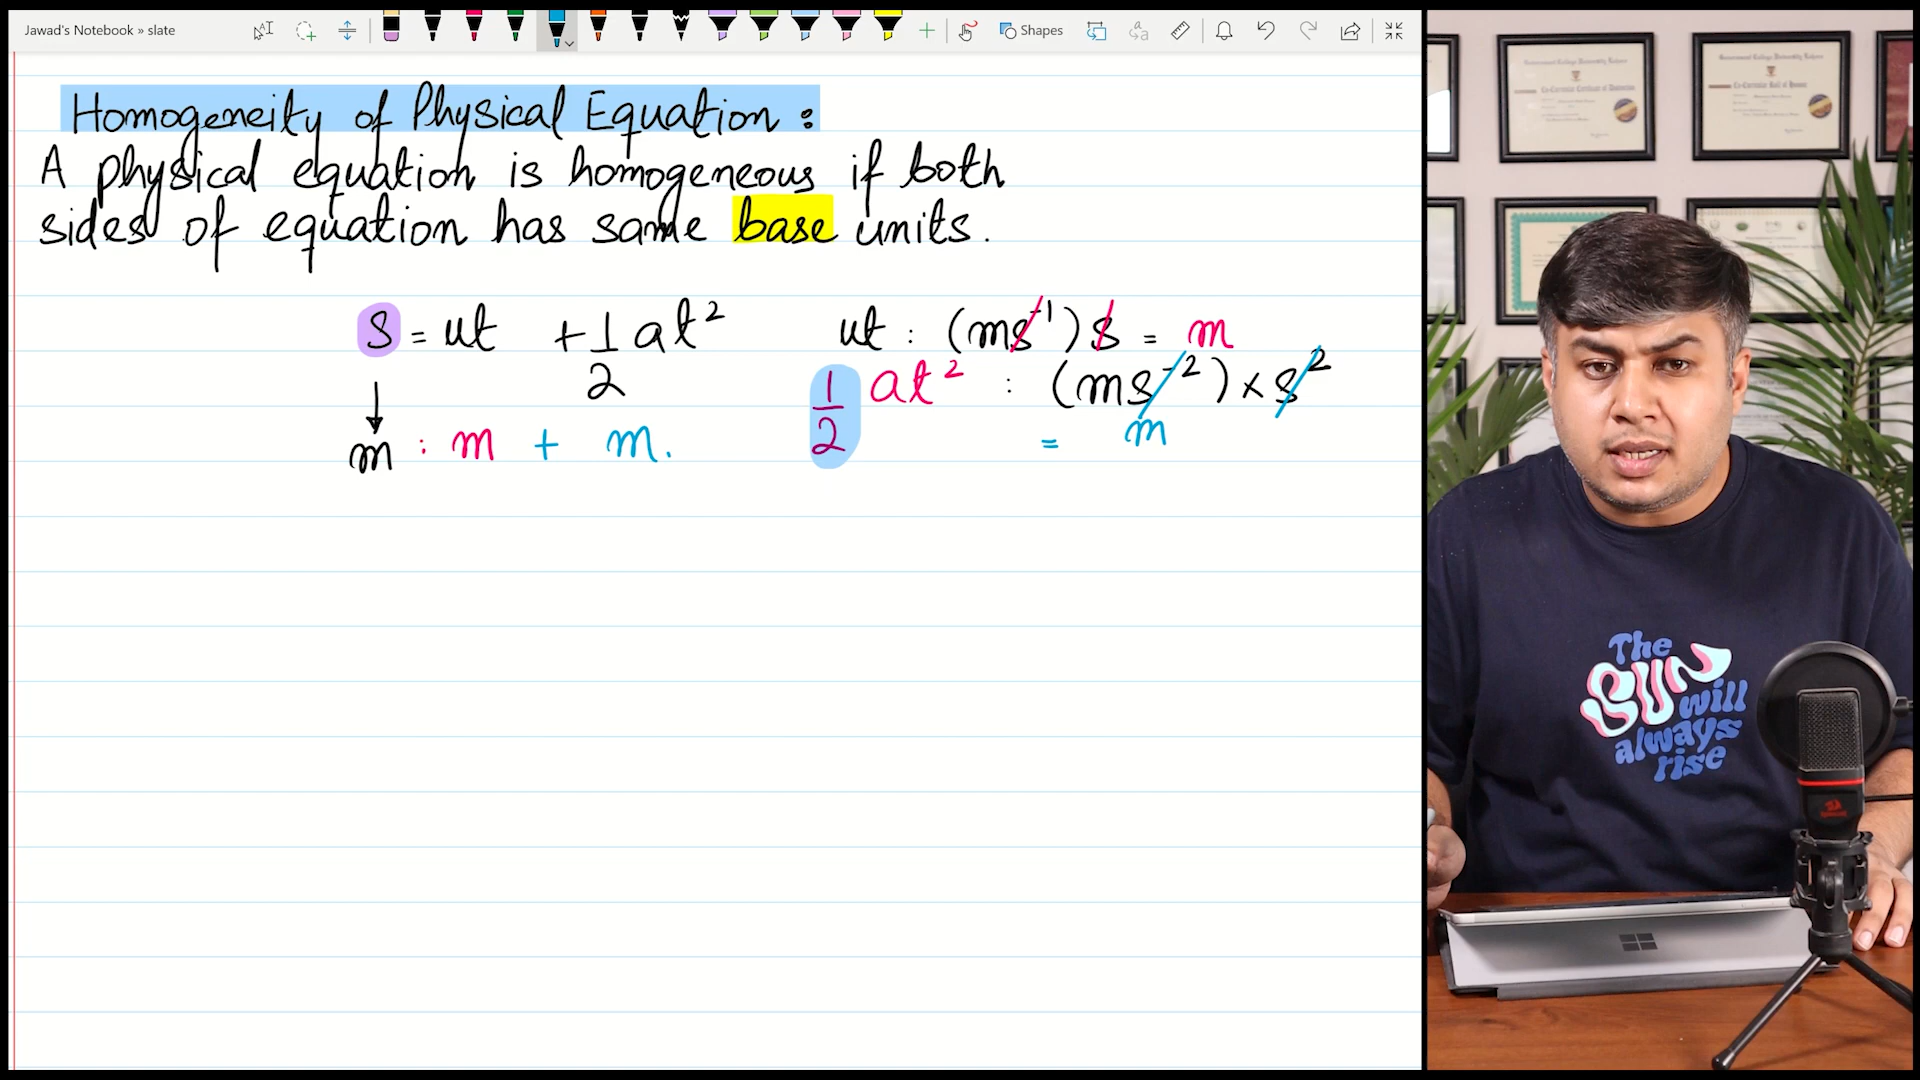 Jawad's Notebook » slate
Shapes
Homogeneity of Physical Equation :
A physical equation is homogeneous if both
sides of equation has same base units.
S = ut + 1/2 at²
ut : (ms⁻¹) s = m
1/2 at² : (ms⁻²) × s²
= m
m : m + m.
The
SUN
will
always
rise